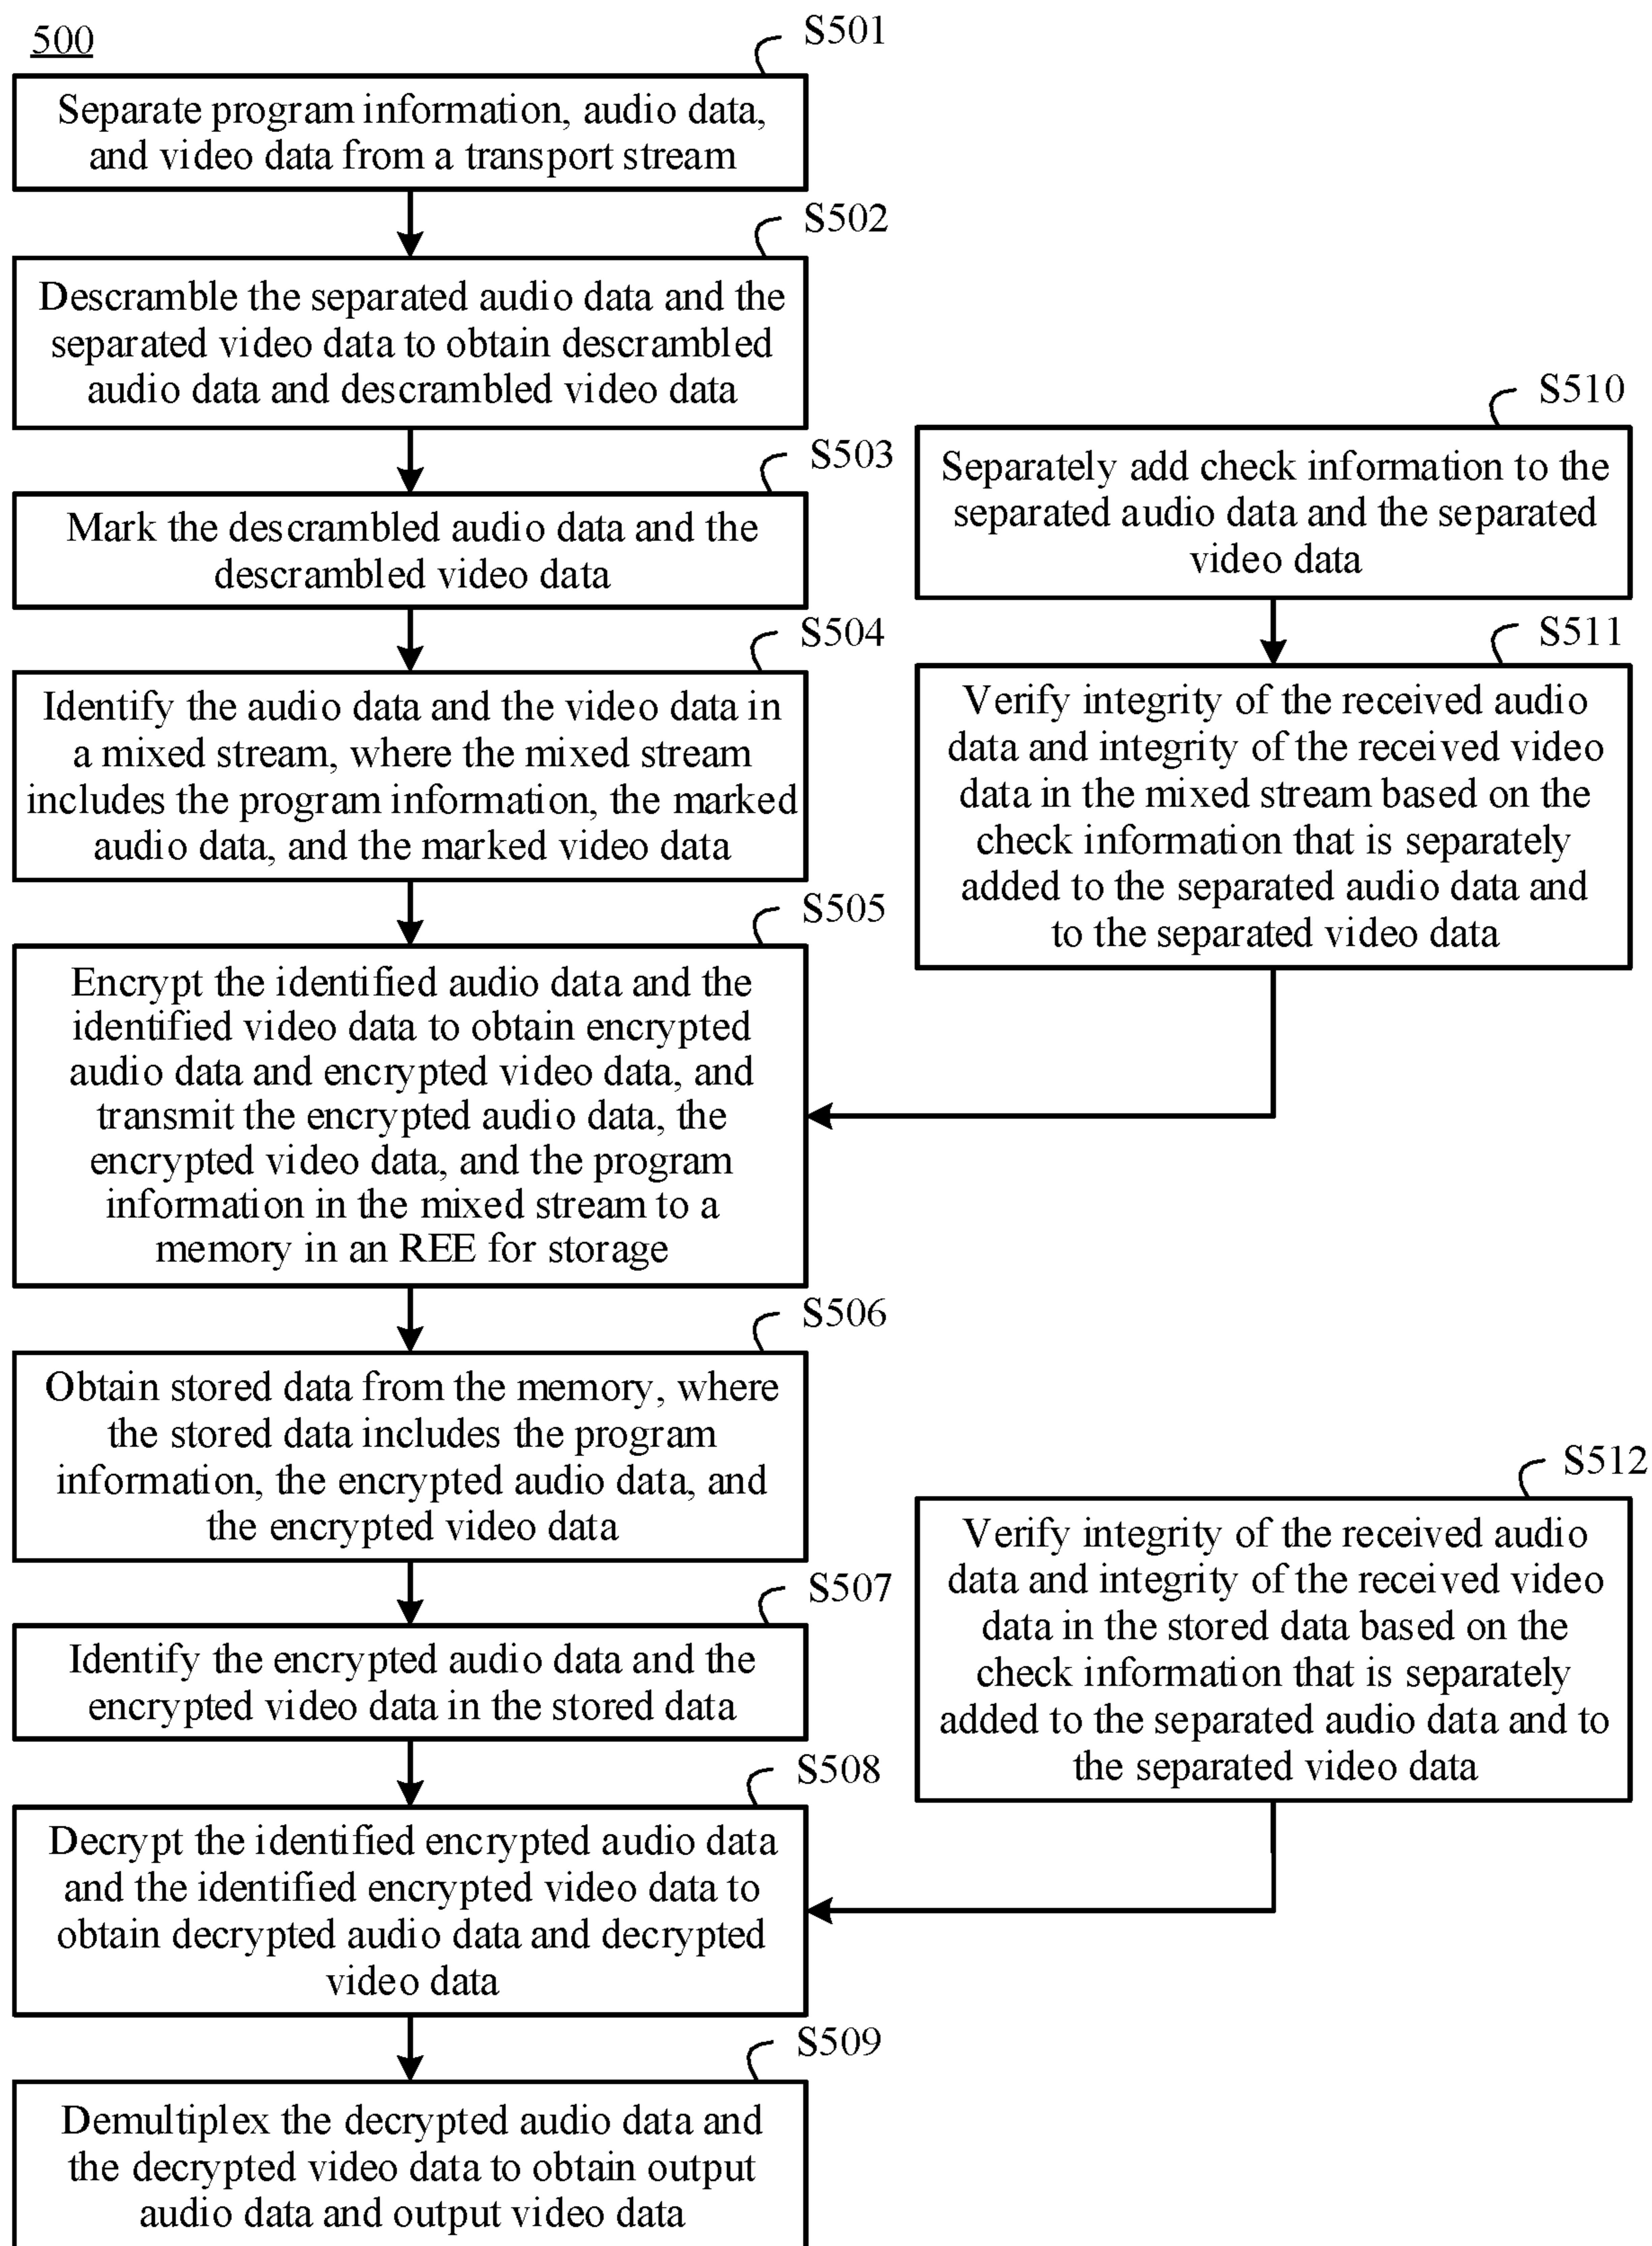 500
S501
Separate program information, audio data,
and video data from a transport stream
S502
Descramble the separated audio data and the
separated video data to obtain descrambled
audio data and descrambled video data
S503
Mark the descrambled audio data and the
descrambled video data
S504
Identify the audio data and the video data in
a mixed stream, where the mixed stream
includes the program information, the marked
audio data, and the marked video data
S505
Encrypt the identified audio data and the
identified video data to obtain encrypted
audio data and encrypted video data, and
transmit the encrypted audio data, the
encrypted video data, and the program
information in the mixed stream to a
memory in an REE for storage
S506
Obtain stored data from the memory, where
the stored data includes the program
information, the encrypted audio data, and
the encrypted video data
S507
Identify the encrypted audio data and the
encrypted video data in the stored data
S508
Decrypt the identified encrypted audio data
and the identified encrypted video data to
obtain decrypted audio data and decrypted
video data
S509
Demultiplex the decrypted audio data and
the decrypted video data to obtain output
audio data and output video data
S510
Separately add check information to the
separated audio data and the separated
video data
S511
Verify integrity of the received audio
data and integrity of the received video
data in the mixed stream based on the
check information that is separately
added to the separated audio data and
to the separated video data
S512
Verify integrity of the received audio
data and integrity of the received video
data in the stored data based on the
check information that is separately
added to the separated audio data and to
the separated video data